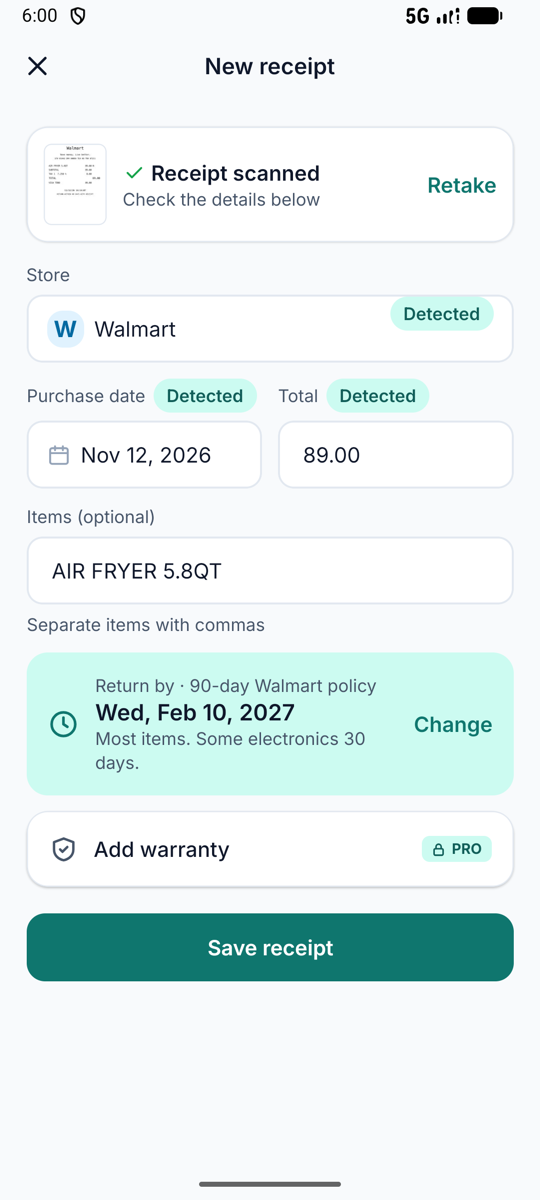 6:00
5G
New receipt
Walmart
Receipt scanned
Check the details below
Retake
Store
W Walmart
Detected
Purchase date Detected
Total Detected
Nov 12, 2026
89.00
Items (optional)
AIR FRYER 5.8QT
Separate items with commas
Return by · 90-day Walmart policy
Wed, Feb 10, 2027
Most items. Some electronics 30
days.
Change
Add warranty
PRO
Save receipt